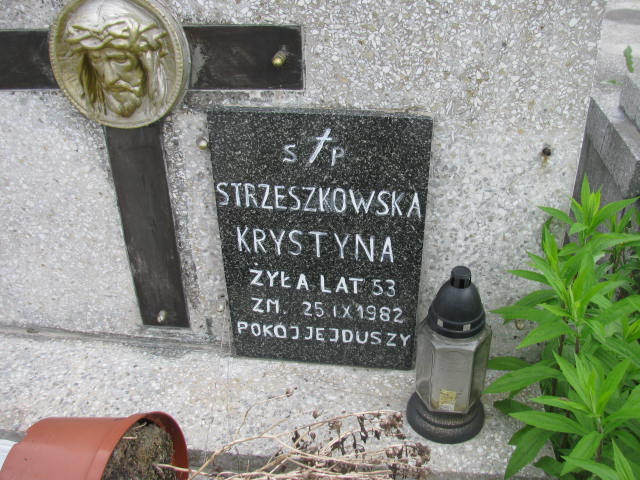 S † P
STRZESZKOWSKA
KRYSTYNA
ŻYŁA LAT 53
ZM. 25.IX 1982
POKÓJ JEJ DUSZY